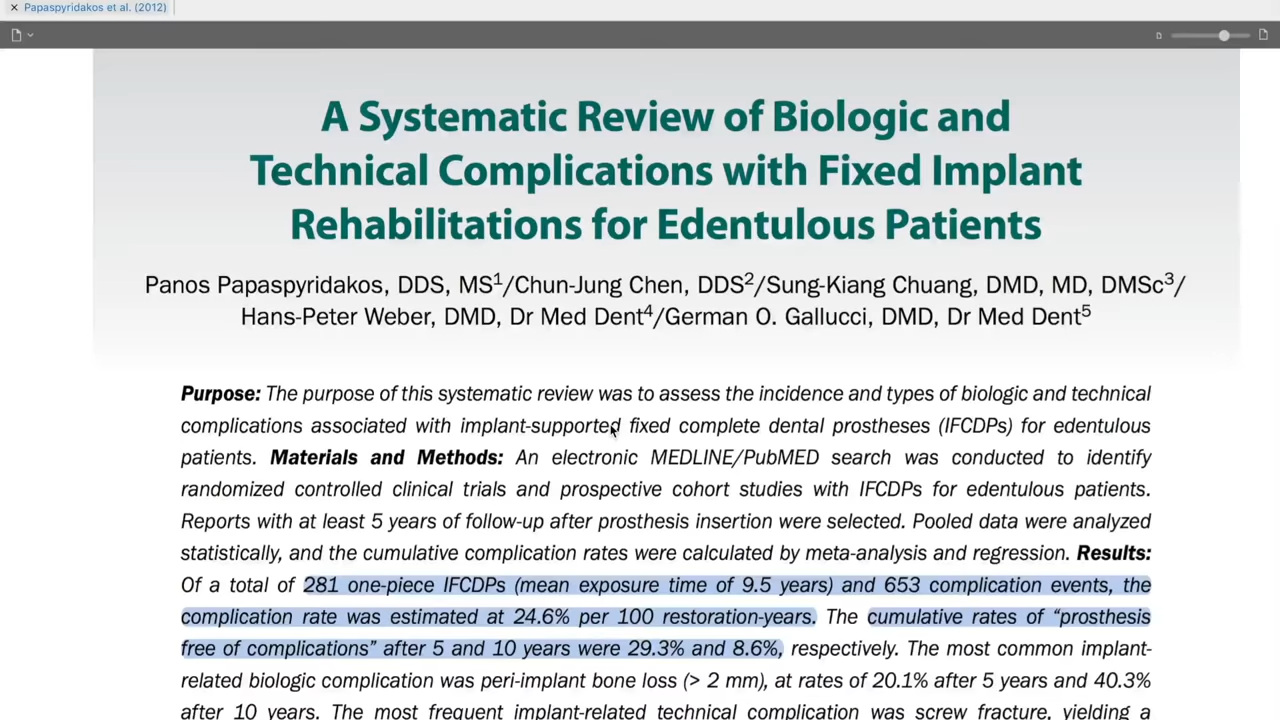 × Papaspyridakos et al. (2012)
A Systematic Review of Biologic and
Technical Complications with Fixed Implant
Rehabilitations for Edentulous Patients
Panos Papaspyridakos, DDS, MS1/Chun-Jung Chen, DDS2/Sung-Kiang Chuang, DMD, MD, DMSc3/
Hans-Peter Weber, DMD, Dr Med Dent4/German O. Gallucci, DMD, Dr Med Dent5
Purpose: The purpose of this systematic review was to assess the incidence and types of biologic and technical
complications associated with implant-supported fixed complete dental prostheses (IFCDPs) for edentulous
patients. Materials and Methods: An electronic MEDLINE/PubMED search was conducted to identify
randomized controlled clinical trials and prospective cohort studies with IFCDPs for edentulous patients.
Reports with at least 5 years of follow-up after prosthesis insertion were selected. Pooled data were analyzed
statistically, and the cumulative complication rates were calculated by meta-analysis and regression. Results:
Of a total of 281 one-piece IFCDPs (mean exposure time of 9.5 years) and 653 complication events, the
complication rate was estimated at 24.6% per 100 restoration-years. The cumulative rates of “prosthesis
free of complications” after 5 and 10 years were 29.3% and 8.6%, respectively. The most common implant-
related biologic complication was peri-implant bone loss (> 2 mm), at rates of 20.1% after 5 years and 40.3%
after 10 years. The most frequent implant-related technical complication was screw fracture, yielding a